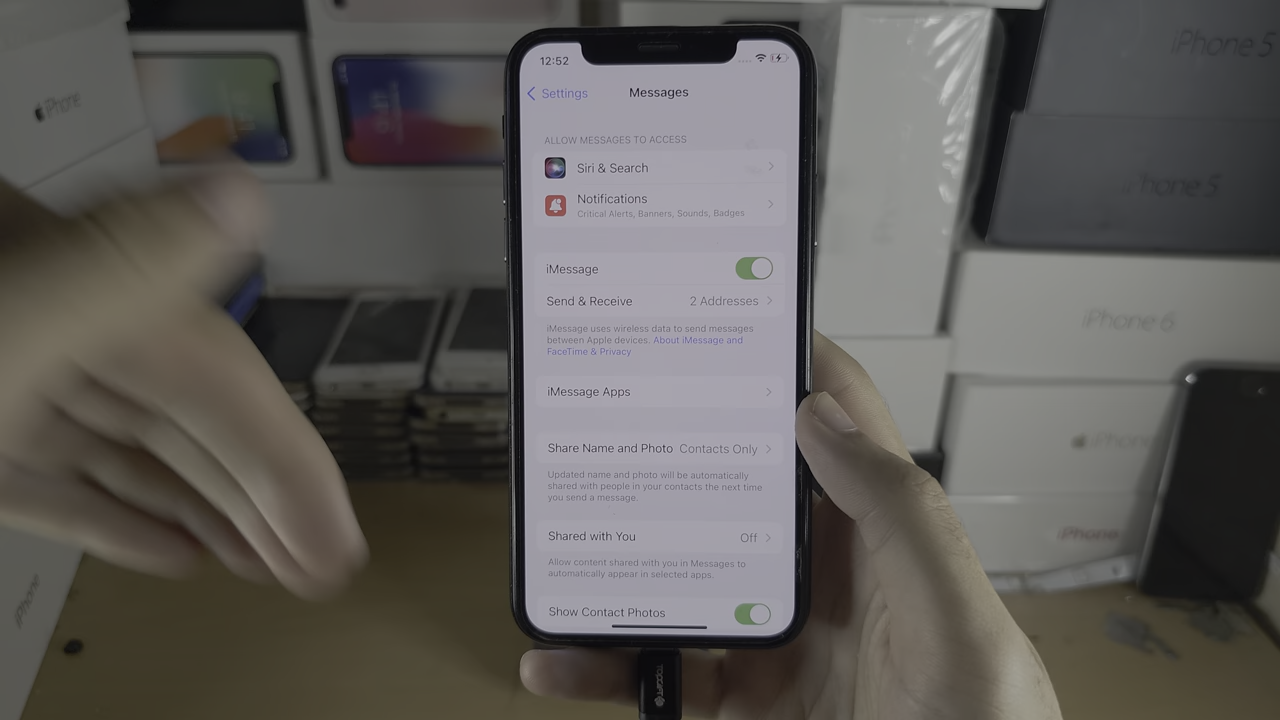 12:52
Settings
Messages
ALLOW MESSAGES TO ACCESS
Siri & Search
Notifications
Critical Alerts, Banners, Sounds, Badges
iMessage
Send & Receive 2 Addresses
iMessage uses wireless data to send messages
between Apple devices. About iMessage and
FaceTime & Privacy
iMessage Apps
Share Name and Photo Contacts Only
Updated name and photo will be automatically
shared with people in your contacts the next time
you send a message.
Shared with You Off
Allow content shared with you in Messages to
automatically appear in selected apps.
Show Contact Photos
iPhone
iPhone 5
iPhone 5
iPhone 6
iPhone
iPhone
iPhone